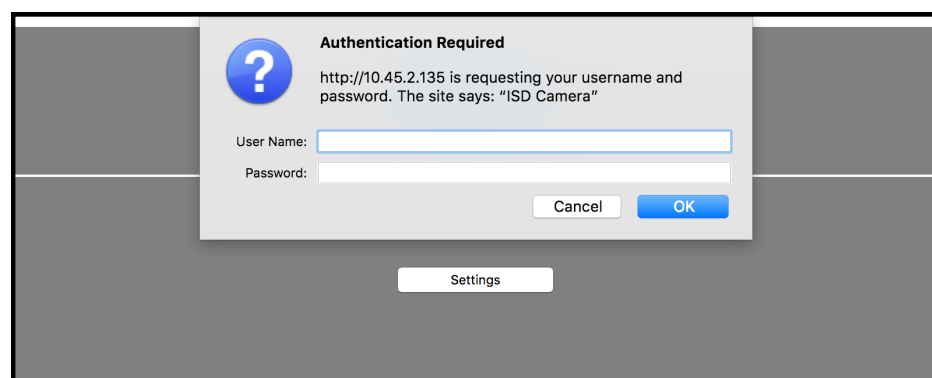 ?
Authentication Required
http://10.45.2.135 is requesting your username and
password. The site says: “ISD Camera”
User Name:
Password:
Cancel OK
Settings